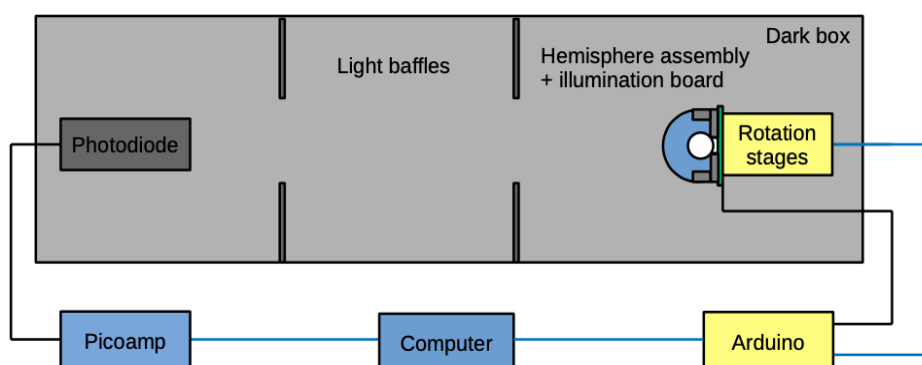 Dark box
Hemisphere assembly
+ illumination board
Light baffles
Photodiode
Rotation
stages
Picoamp
Computer
Arduino